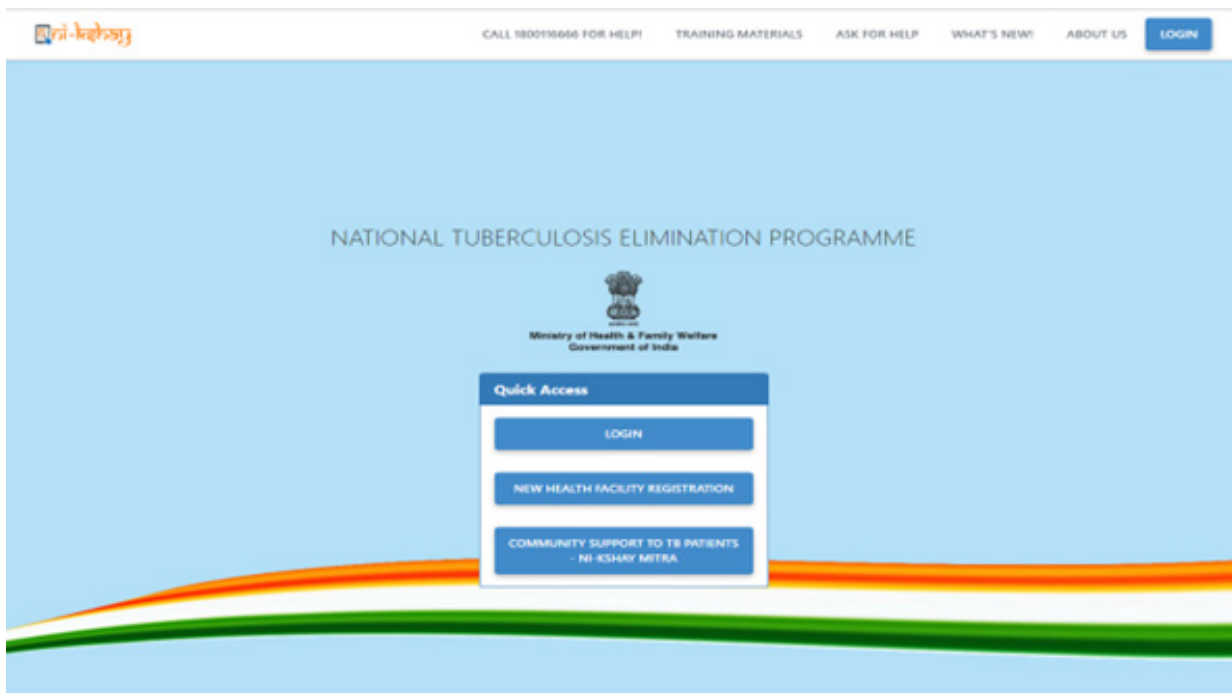 ni-kshay
CALL 1800116666 FOR HELP! TRAINING MATERIALS ASK FOR HELP WHAT'S NEW! ABOUT US LOGIN
NATIONAL TUBERCULOSIS ELIMINATION PROGRAMME
Ministry of Health & Family Welfare
Government of India
Quick Access
LOGIN
NEW HEALTH FACILITY REGISTRATION
COMMUNITY SUPPORT TO TB PATIENTS
- NI-KSHAY MITRA